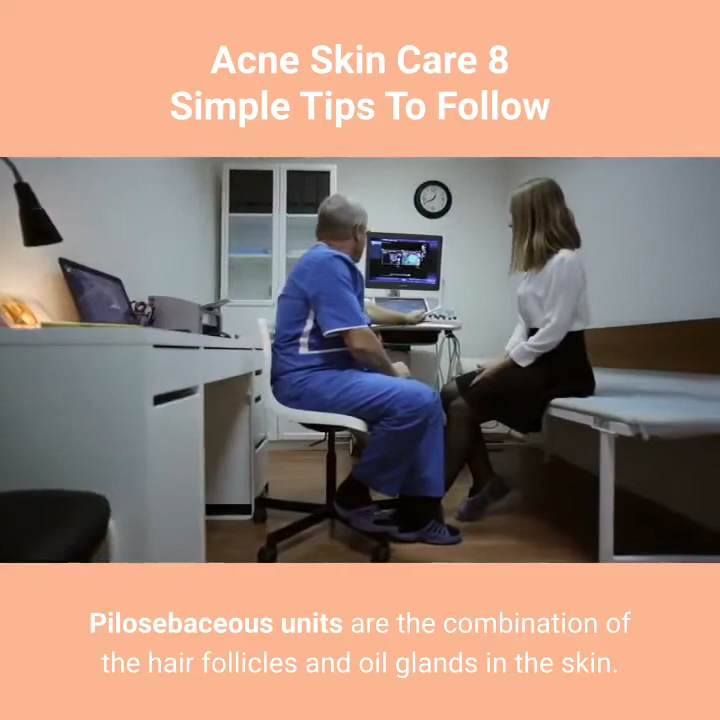 Acne Skin Care 8
Simple Tips To Follow
Pilosebaceous units are the combination of
the hair follicles and oil glands in the skin.